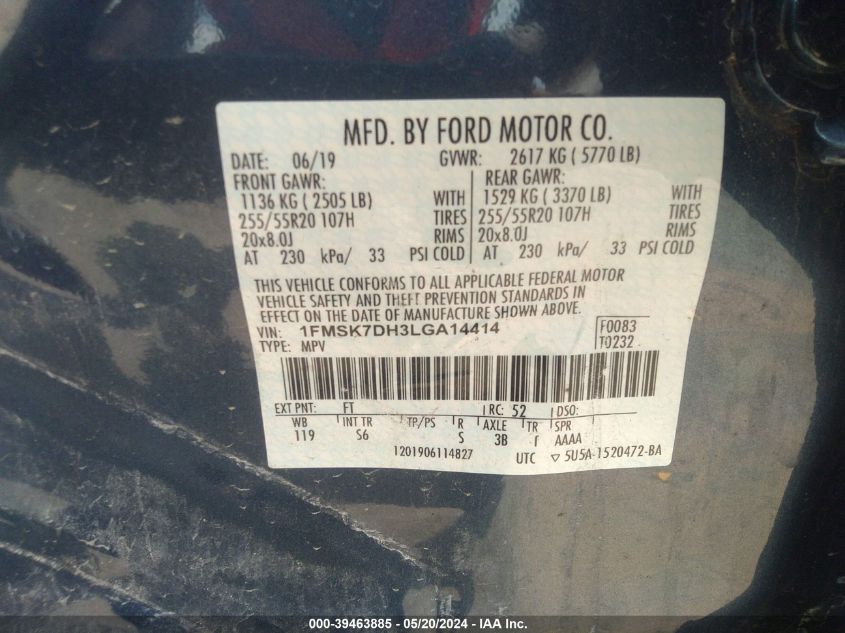 MFD. BY FORD MOTOR CO.
DATE: 06/19 GVWR: 2617 KG ( 5770 LB)
FRONT GAWR: REAR GAWR:
1136 KG ( 2505 LB) WITH 1529 KG ( 3370 LB) WITH
255/55R20 107H TIRES 255/55R20 107H TIRES
20x8.0J RIMS 20x8.0J RIMS
AT 230 kPa/ 33 PSI COLD AT 230 kPa/ 33 PSI COLD
THIS VEHICLE CONFORMS TO ALL APPLICABLE FEDERAL MOTOR
VEHICLE SAFETY AND THEFT PREVENTION STANDARDS IN
EFFECT ON THE DATE OF MANUFACTURE SHOWN ABOVE.
VIN: 1FMSK7DH3LGA14414 F0083
TYPE: MPV T0232
EXT PNT: FT RC: 52 DSO:
WB INT TR TP/PS R AXLE TR SPR
119 S6 S 3B AAAA
1201906114827 UTC ▽ 5U5A-1520472-BA
000-39463885 - 05/20/2024 - IAA Inc.